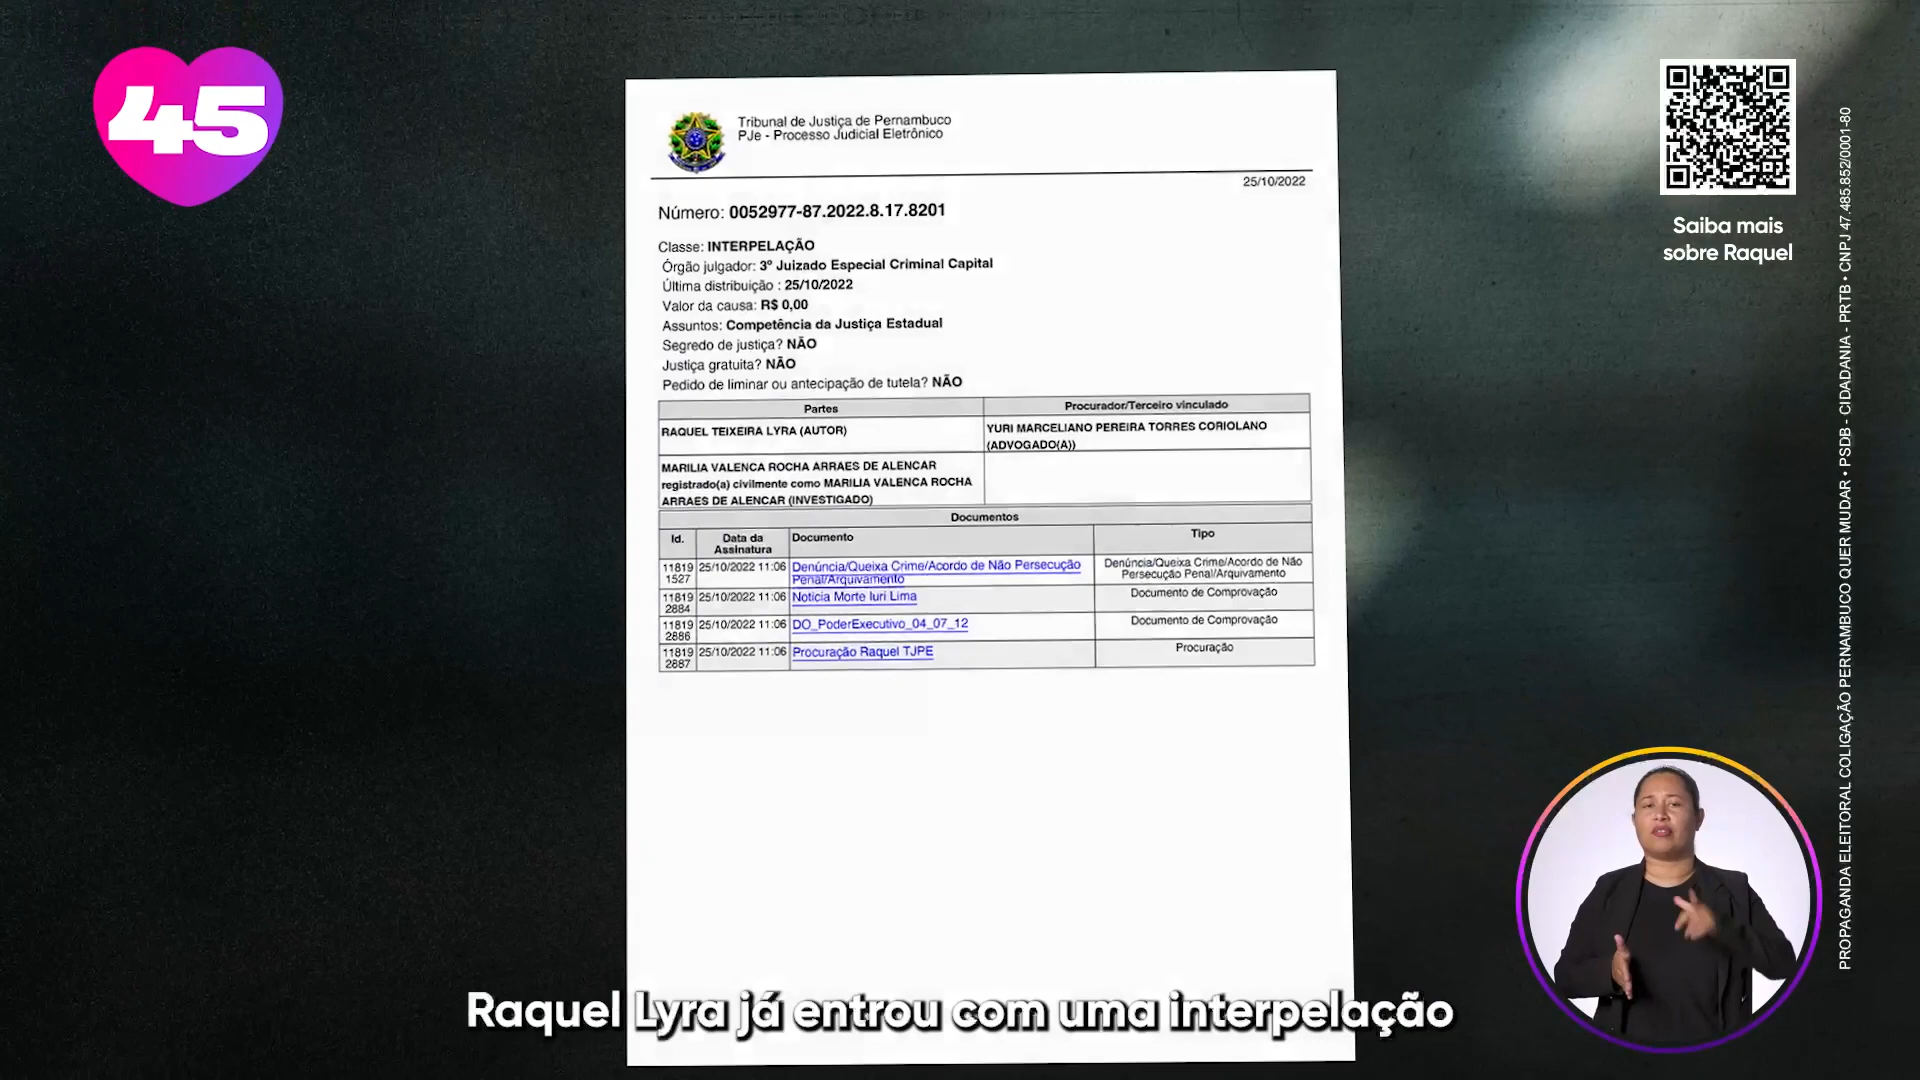 45
Tribunal de Justiça de Pernambuco
PJe - Processo Judicial Eletrônico
25/10/2022
Número: 0052977-87.2022.8.17.8201
Classe: INTERPELAÇÃO
Órgão julgador: 3º Juizado Especial Criminal Capital
Última distribuição : 25/10/2022
Valor da causa: R$ 0,00
Assuntos: Competência da Justiça Estadual
Segredo de justiça? NÃO
Justiça gratuita? NÃO
Pedido de liminar ou antecipação de tutela? NÃO
Partes Procurador/Terceiro vinculado
RAQUEL TEIXEIRA LYRA (AUTOR) YURI MARCELIANO PEREIRA TORRES CORIOLANO
(ADVOGADO(A))
MARILIA VALENCA ROCHA ARRAES DE ALENCAR
registrado(a) civilmente como MARILIA VALENCA ROCHA
ARRAES DE ALENCAR (INVESTIGADO)
Documentos
Id. Data da Documento Tipo
Assinatura
11819 25/10/2022 11:06 Denúncia/Queixa Crime/Acordo de Não Persecução Denúncia/Queixa Crime/Acordo de Não
1527 Penal/Arquivamento Persecução Penal/Arquivamento
11819 25/10/2022 11:06 Noticia Morte Iuri Lima Documento de Comprovação
2884
11819 25/10/2022 11:06 DO_PoderExecutivo_04_07_12 Documento de Comprovação
2886
11819 25/10/2022 11:06 Procuração Raquel TJPE Procuração
2887
Saiba mais
sobre Raquel
PROPAGANDA ELEITORAL COLIGAÇÃO PERNAMBUCO QUER MUDAR • PSDB - CIDADANIA - PRTB • CNPJ 47.485.852/0001-80
Raquel Lyra já entrou com uma interpelação